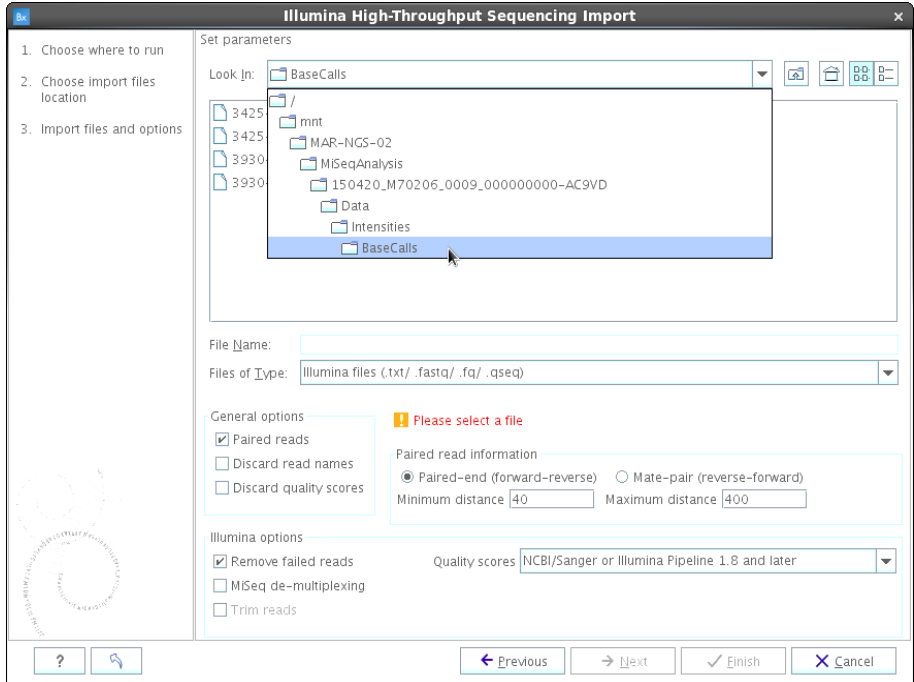 Bx
Illumina High-Throughput Sequencing Import
1. Choose where to run
2. Choose import files
location
3. Import files and options
Set parameters
Look In: BaseCalls
/
mnt
MAR-NGS-02
MiSeqAnalysis
150420_M70206_0009_000000000-AC9VD
Data
Intensities
BaseCalls
3425
3425
3930
3930
File Name:
Files of Type: Illumina files (.txt/ .fastq/ .fq/ .qseq)
General options
Paired reads
Discard read names
Discard quality scores
Please select a file
Paired read information
Paired-end (forward-reverse) Mate-pair (reverse-forward)
Minimum distance 40 Maximum distance 400
Illumina options
Remove failed reads Quality scores NCBI/Sanger or Illumina Pipeline 1.8 and later
MiSeq de-multiplexing
Trim reads
? Previous Next Finish Cancel